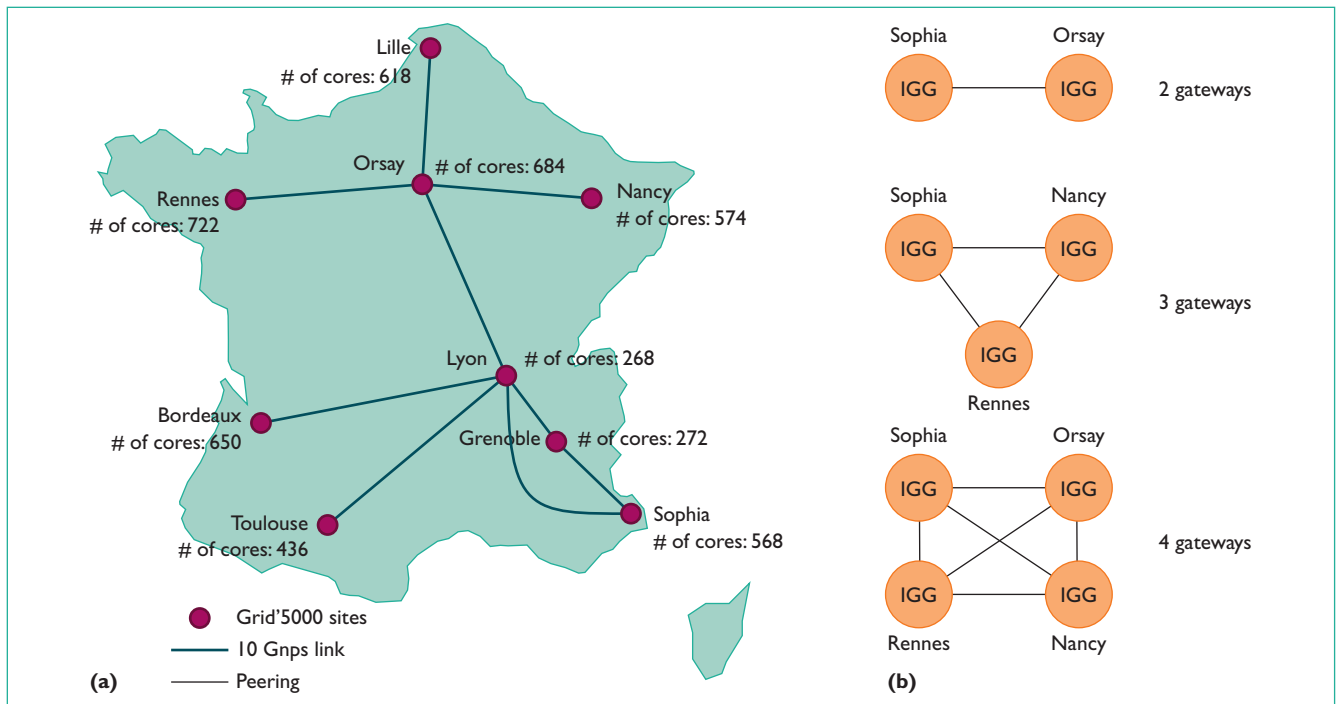 Lille
# of cores: 618
Orsay
# of cores: 684
Rennes
# of cores: 722
Nancy
# of cores: 574
Lyon
# of cores: 268
Bordeaux
# of cores: 650
Grenoble
# of cores: 272
Toulouse
# of cores: 436
Sophia
# of cores: 568
Grid'5000 sites
10 Gnps link
Peering
(a)
Sophia
Orsay
IGG
IGG
2 gateways
Sophia
Nancy
IGG
IGG
3 gateways
IGG
Rennes
Sophia
Orsay
IGG
IGG
4 gateways
IGG
IGG
Rennes
Nancy
(b)